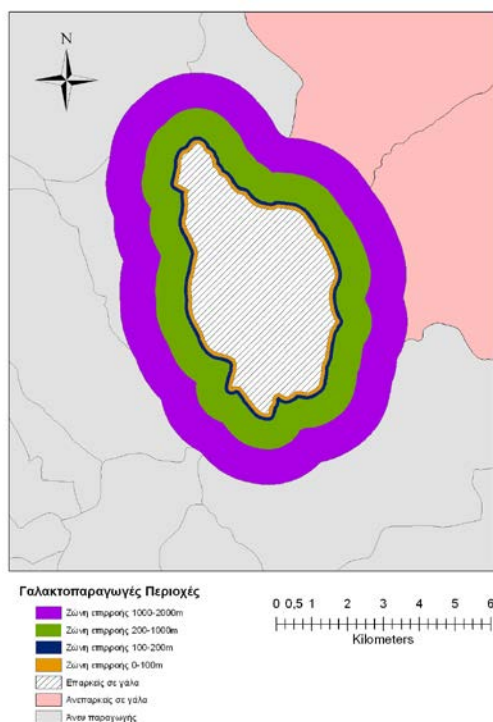 N
Γαλακτοπαραγωγές Περιοχές
Ζώνη επιρροής 1000-2000m
Ζώνη επιρροής 200-1000m
Ζώνη επιρροής 100-200m
Ζώνη επιρροής 0-100m
Επαρκείς σε γάλα
Ανεπαρκείς σε γάλα
Άνευ παραγωγής
0 0,5 1 2 3 4 5 6
Kilometers